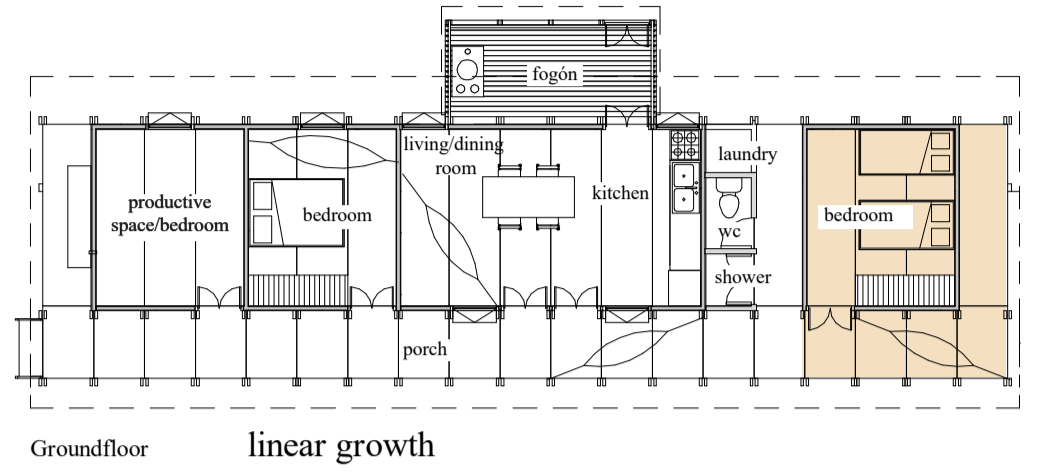 fogón
living/dining
room
laundry
productive
space/bedroom
bedroom
kitchen
bedroom
wc
shower
porch
Groundfloor
linear growth